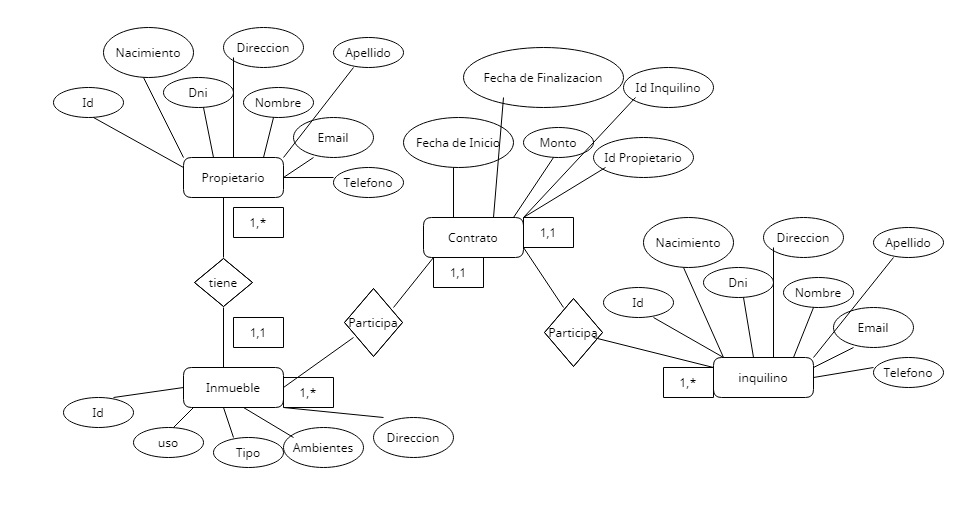 Nacimiento
Direccion
Apellido
Id
Dni
Nombre
Email
Propietario
Telefono
1,*
tiene
1,1
Inmueble
Id
uso
Tipo
Ambientes
Direccion
1,*
Participa
Fecha de Finalizacion
Id Inquilino
Fecha de Inicio
Monto
Id Propietario
Contrato
1,1
1,1
Participa
Nacimiento
Direccion
Apellido
Id
Dni
Nombre
Email
1,*
inquilino
Telefono